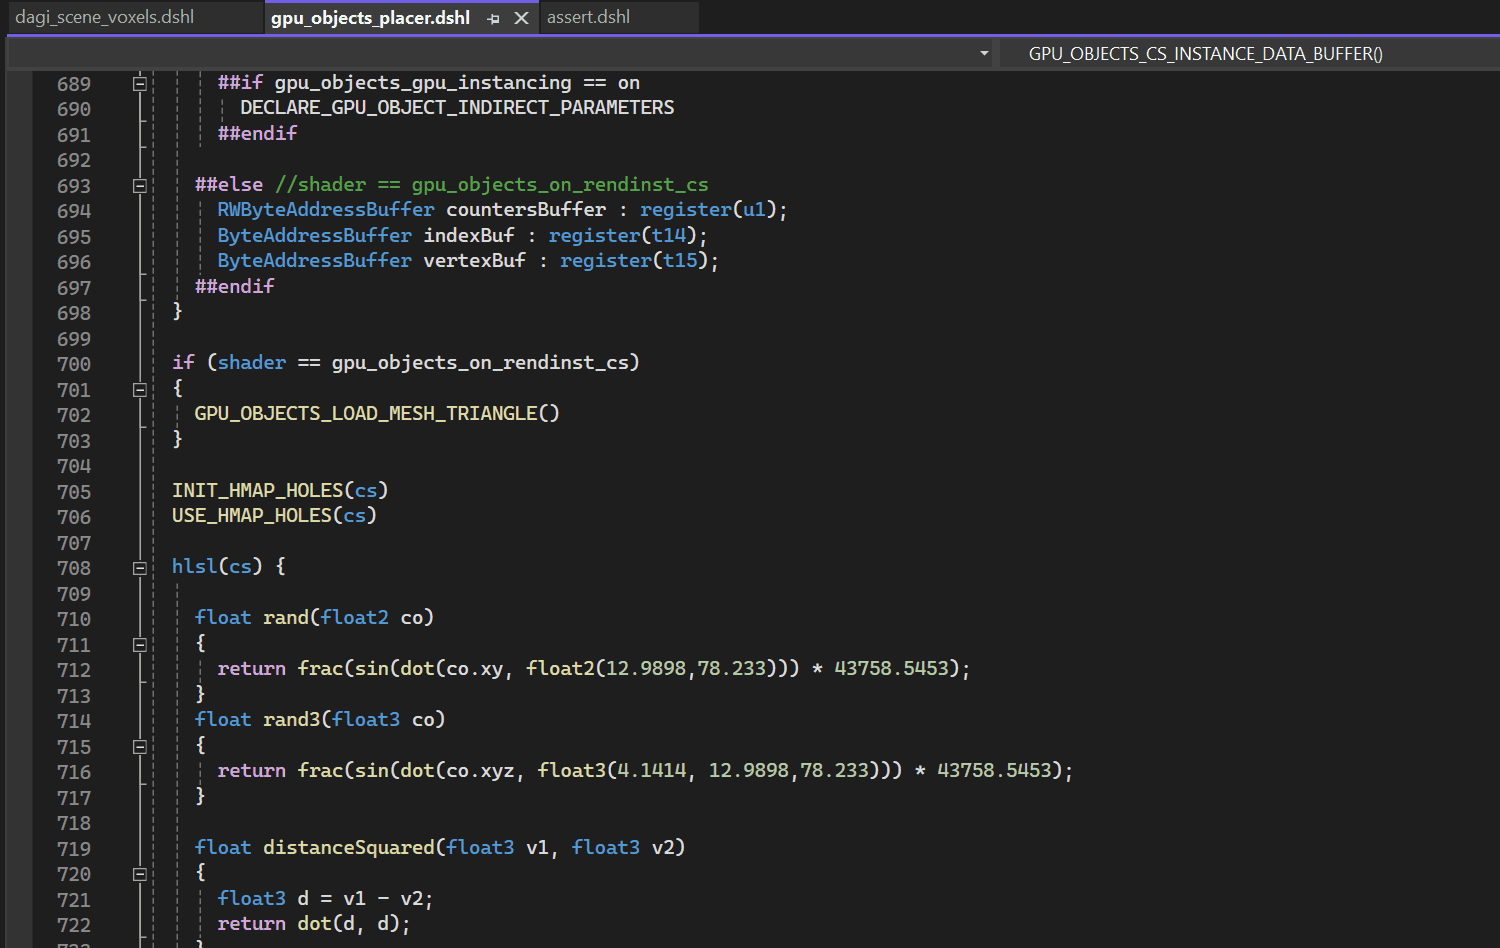 dagi_scene_voxels.dshl gpu_objects_placer.dshl assert.dshl
GPU_OBJECTS_CS_INSTANCE_DATA_BUFFER()
689 ##if gpu_objects_gpu_instancing == on
690 DECLARE_GPU_OBJECT_INDIRECT_PARAMETERS
691 ##endif
692
693 ##else //shader == gpu_objects_on_rendinst_cs
694 RWByteAddressBuffer countersBuffer : register(u1);
695 ByteAddressBuffer indexBuf : register(t14);
696 ByteAddressBuffer vertexBuf : register(t15);
697 ##endif
698 }
699
700 if (shader == gpu_objects_on_rendinst_cs)
701 {
702 GPU_OBJECTS_LOAD_MESH_TRIANGLE()
703 }
704
705 INIT_HMAP_HOLES(cs)
706 USE_HMAP_HOLES(cs)
707
708 hlsl(cs) {
709
710 float rand(float2 co)
711 {
712 return frac(sin(dot(co.xy, float2(12.9898,78.233))) * 43758.5453);
713 }
714 float rand3(float3 co)
715 {
716 return frac(sin(dot(co.xyz, float3(4.1414, 12.9898,78.233))) * 43758.5453);
717 }
718
719 float distanceSquared(float3 v1, float3 v2)
720 {
721 float3 d = v1 - v2;
722 return dot(d, d);